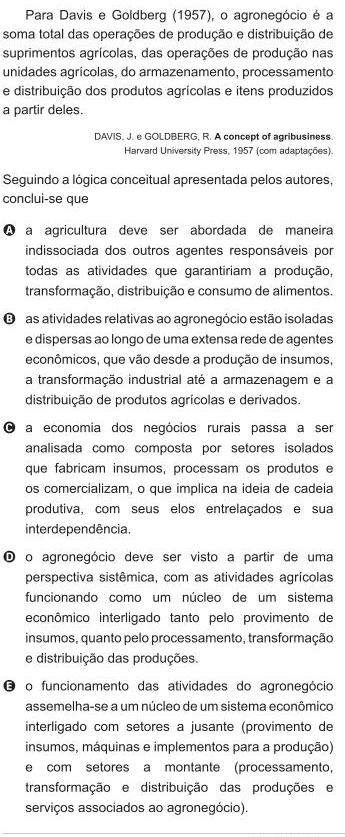 Para Davis e Goldberg (1957), o agronegócio é a
soma total das operações de produção e distribuição de
suprimentos agrícolas, das operações de produção nas
unidades agrícolas, do armazenamento, processamento
e distribuição dos produtos agrícolas e itens produzidos
a partir deles.
DAVIS, J. e GOLDBERG, R. A concept of agribusiness.
Harvard University Press, 1957 (com adaptações).
Seguindo a lógica conceitual apresentada pelos autores,
conclui-se que
A a agricultura deve ser abordada de maneira
indissociada dos outros agentes responsáveis por
todas as atividades que garantiriam a produção,
transformação, distribuição e consumo de alimentos.
B as atividades relativas ao agronegócio estão isoladas
e dispersas ao longo de uma extensa rede de agentes
econômicos, que vão desde a produção de insumos,
a transformação industrial até a armazenagem e a
distribuição de produtos agrícolas e derivados.
C a economia dos negócios rurais passa a ser
analisada como composta por setores isolados
que fabricam insumos, processam os produtos e
os comercializam, o que implica na ideia de cadeia
produtiva, com seus elos entrelaçados e sua
interdependência.
D o agronegócio deve ser visto a partir de uma
perspectiva sistêmica, com as atividades agrícolas
funcionando como um núcleo de um sistema
econômico interligado tanto pelo provimento de
insumos, quanto pelo processamento, transformação
e distribuição das produções.
E o funcionamento das atividades do agronegócio
assemelha-se a um núcleo de um sistema econômico
interligado com setores a jusante (provimento de
insumos, máquinas e implementos para a produção)
e com setores a montante (processamento,
transformação e distribuição das produções e
serviços associados ao agronegócio).